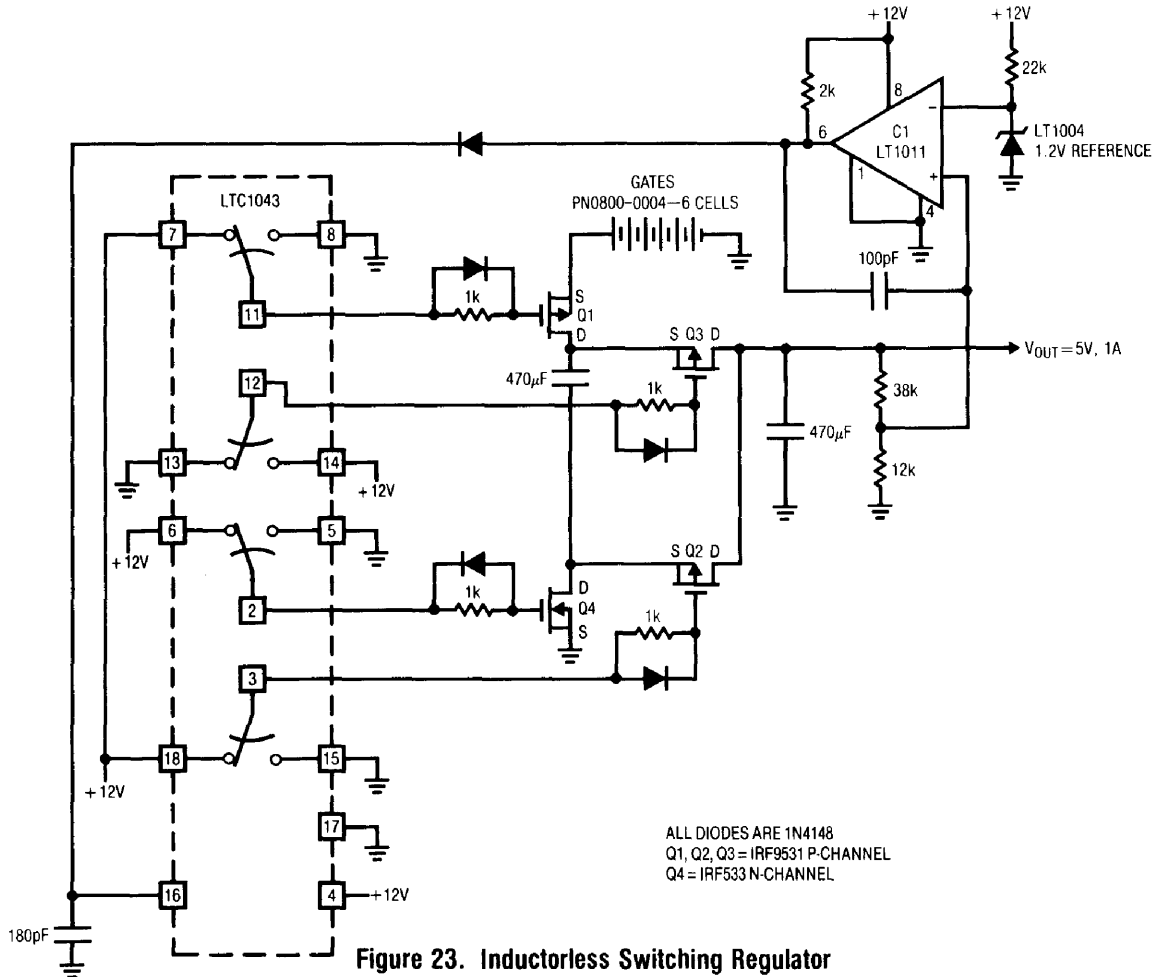 +12V
+12V
22k
2k
8
6
C1
LT1011
−
+
1
4
LT1004
1.2V REFERENCE
LTC1043
GATES
PN0800-0004—6 CELLS
100pF
7
8
11
1k
S
Q1
D
S Q3 D
VOUT=5V, 1A
12
470µF
1k
38k
470µF
13
14
+12V
12k
6
5
+12V
S Q2 D
1k
D
Q4
S
2
1k
3
18
15
+12V
17
ALL DIODES ARE 1N4148
Q1, Q2, Q3=IRF9531 P-CHANNEL
Q4=IRF533 N-CHANNEL
16
4
+12V
180pF
Figure 23. Inductorless Switching Regulator